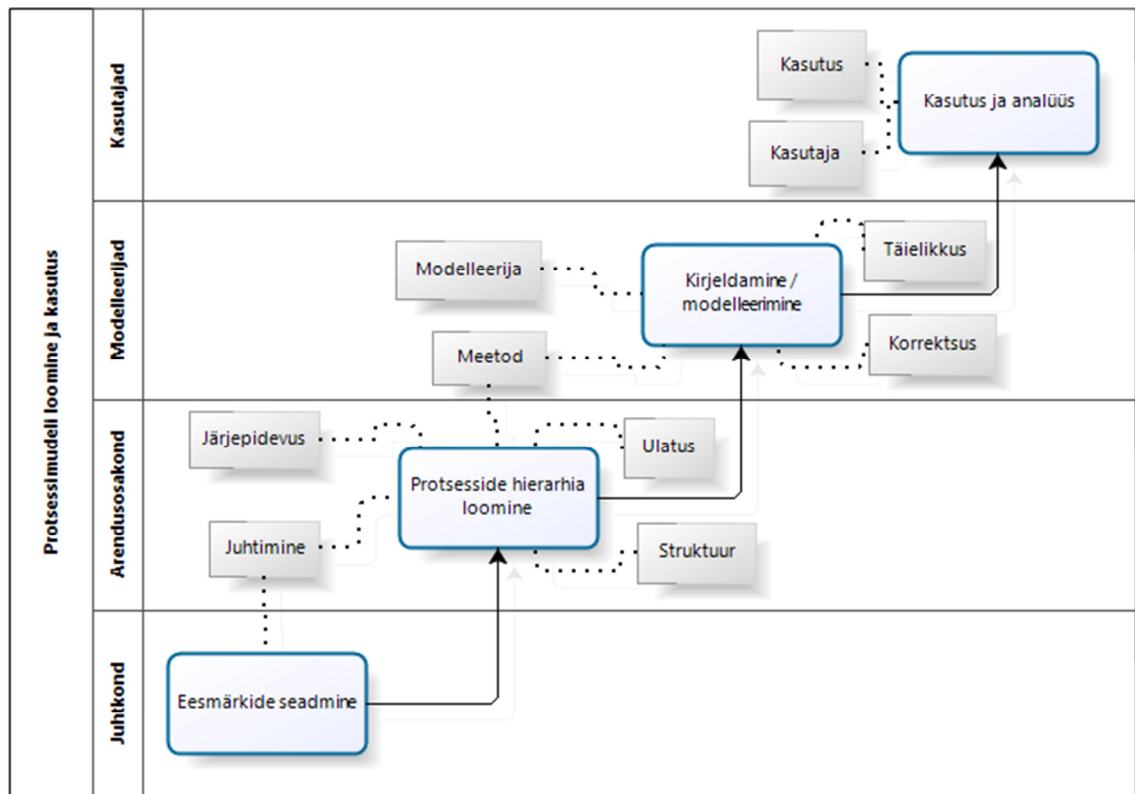 Protsessimudeli loomine ja kasutus
Kasutajad
Kasutus
Kasutaja
Kasutus ja analüüs
Modelleerijad
Modelleerija
Meetod
Kirjeldamine /
modelleerimine
Täielikkus
Korrektsus
Arendusosakond
Järjepidevus
Juhtimine
Protsesside hierarhia
loomine
Ulatus
Struktuur
Juhtkond
Eesmärkide seadmine